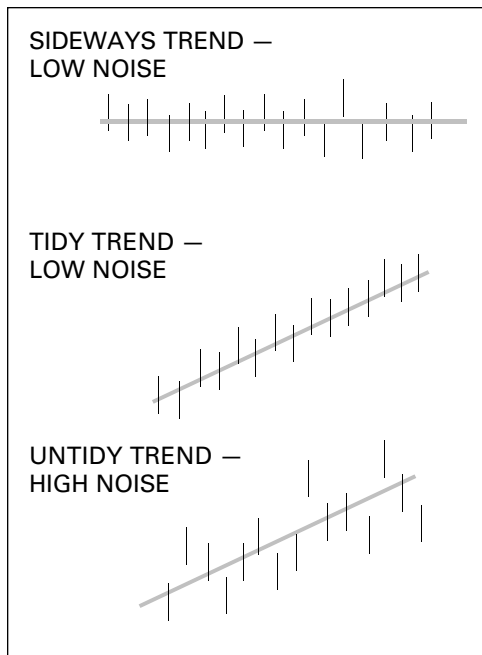 SIDEWAYS TREND —
LOW NOISE
TIDY TREND —
LOW NOISE
UNTIDY TREND —
HIGH NOISE